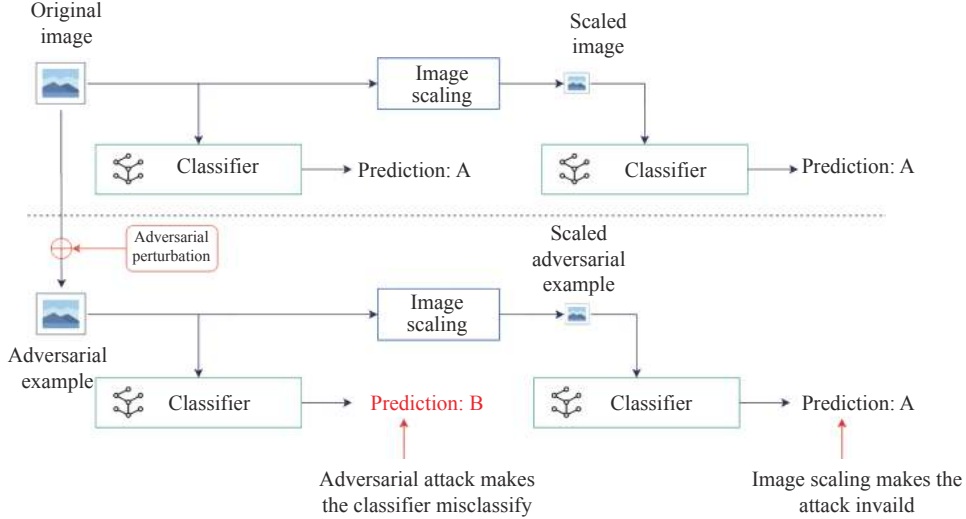 Original
image
Scaled
image
Image
scaling
Classifier
Prediction: A
Classifier
Prediction: A
Adversarial
perturbation
Scaled
adversarial
example
Image
scaling
Adversarial
example
Classifier
Prediction: B
Classifier
Prediction: A
Adversarial attack makes
the classifier misclassify
Image scaling makes the
attack invaild